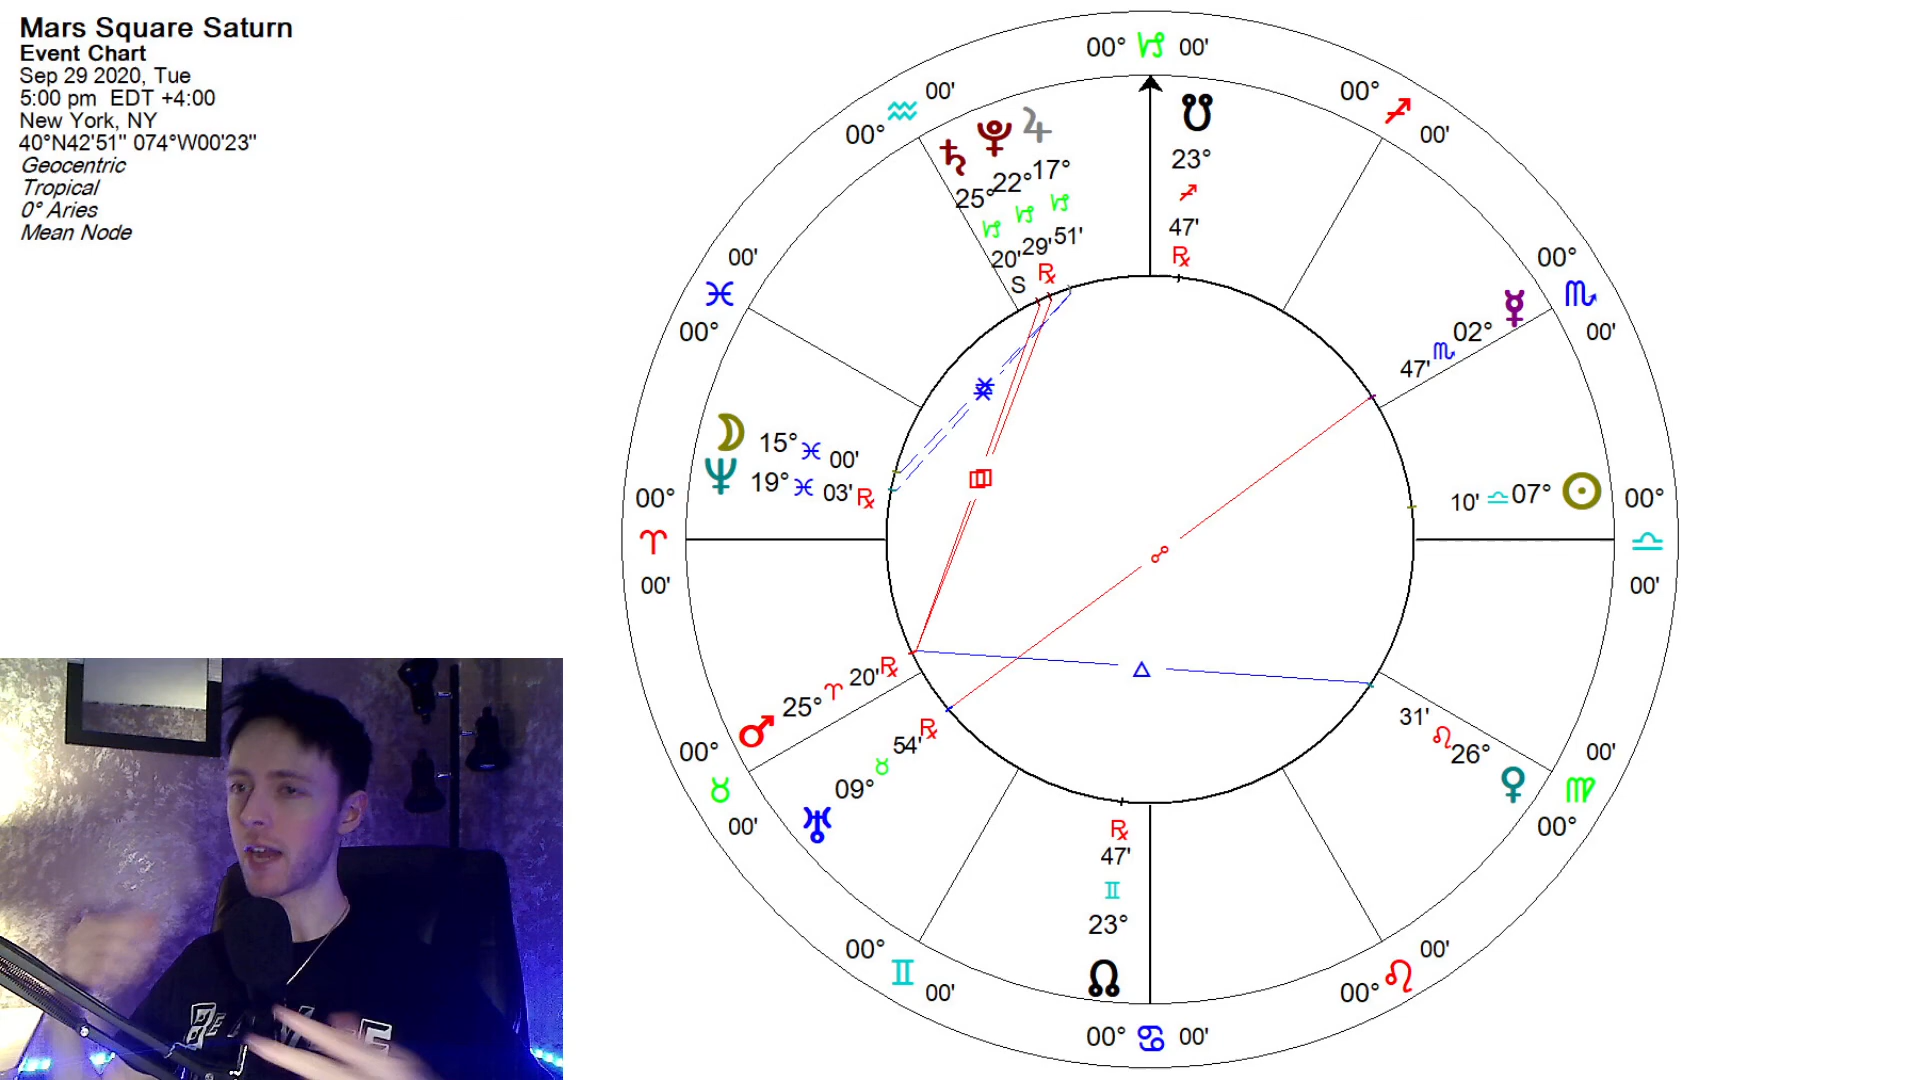 Mars Square Saturn
Event Chart
Sep 29 2020, Tue
5:00 pm EDT +4:00
New York, NY
40°N42'51" 074°W00'23"
Geocentric
Tropical
0° Aries
Mean Node
00° ♑ 00'
00° ♐ 00'
00° ♏ 00'
00° ♎ 00'
00° ♍ 00'
00° ♌ 00'
00° ♋ 00'
00° ♊ 00'
00° ♉ 00'
00° ♈ 00'
00° ♓ 00'
00° ♒ 00'
♄ 25° ♑ 20' S
♇ 22° ♑ 29' ℞
♃ 17° ♑ 51'
☋ 23° ♐ 47' ℞
☿ 02° ♏ 47'
☉ 07° ♎ 10'
♀ 26° ♌ 31'
☊ 23° ♊ 47' ℞
♅ 09° ♉ 54' ℞
♂ 25° ♈ 20' ℞
♆ 19° ♓ 03' ℞
☽ 15° ♓ 00'